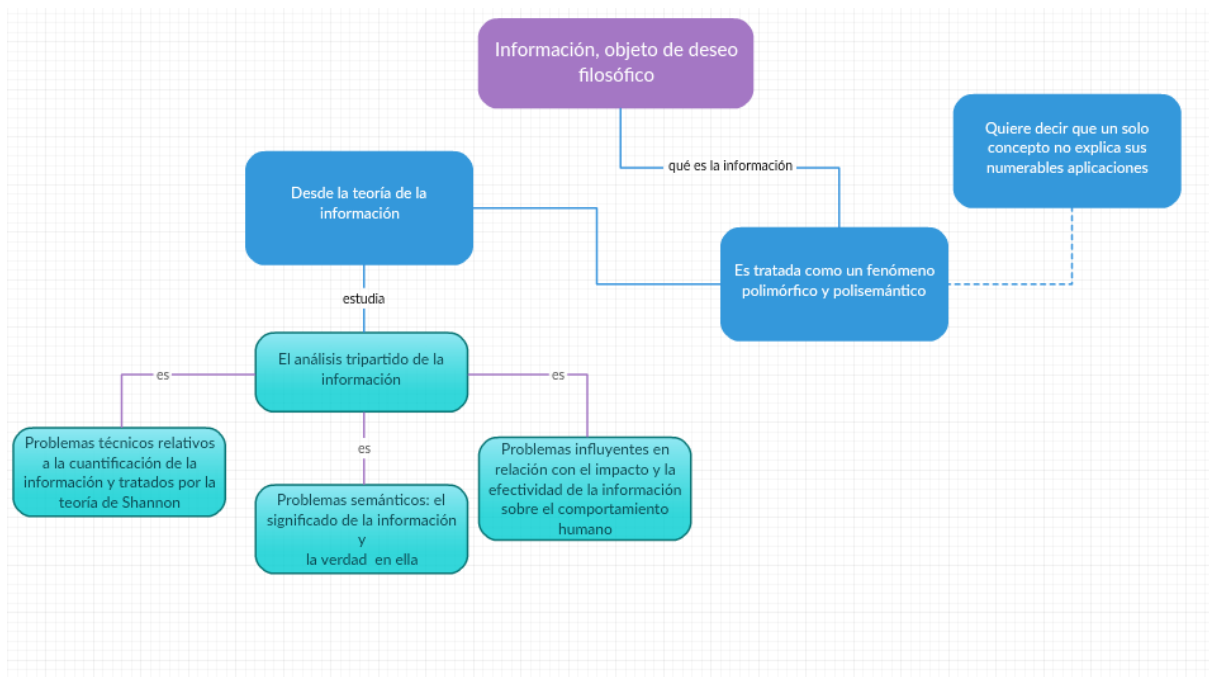 Información, objeto de deseo
filosófico
Quiere decir que un solo
concepto no explica sus
numerables aplicaciones
qué es la información
Desde la teoría de la
información
Es tratada como un fenómeno
polimórfico y polisemántico
estudia
El análisis tripartido de la
información
es
es
es
Problemas técnicos relativos
a la cuantificación de la
información y tratados por la
teoría de Shannon
Problemas semánticos: el
significado de la información
y
la verdad en ella
Problemas influyentes en
relación con el impacto y la
efectividad de la información
sobre el comportamiento
humano